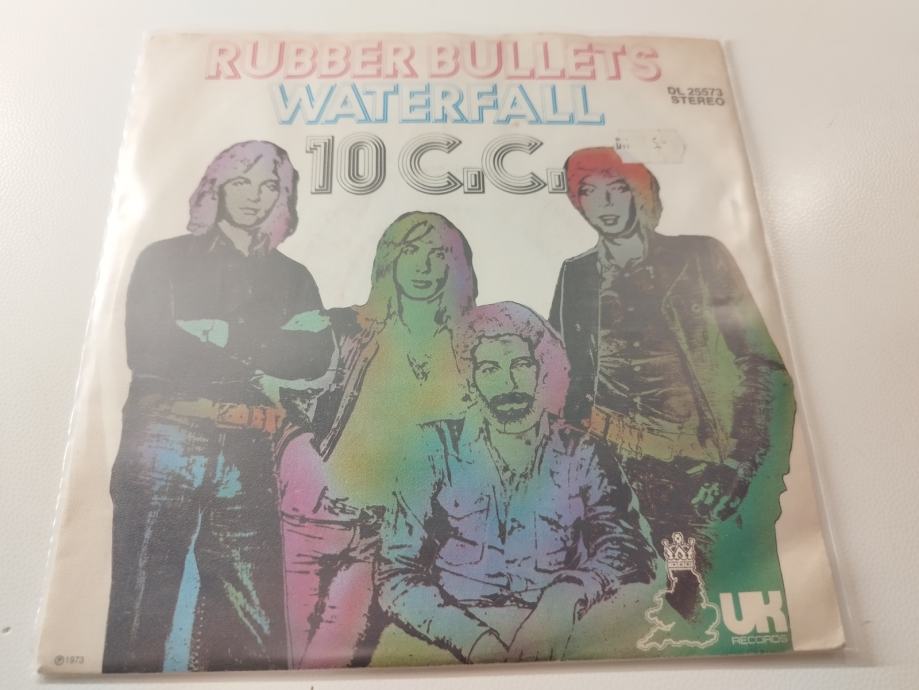 RUBBER BULLETS
WATERFALL
DL 25573
STEREO
10 C.C.
UK
RECORDS
℗ 1973